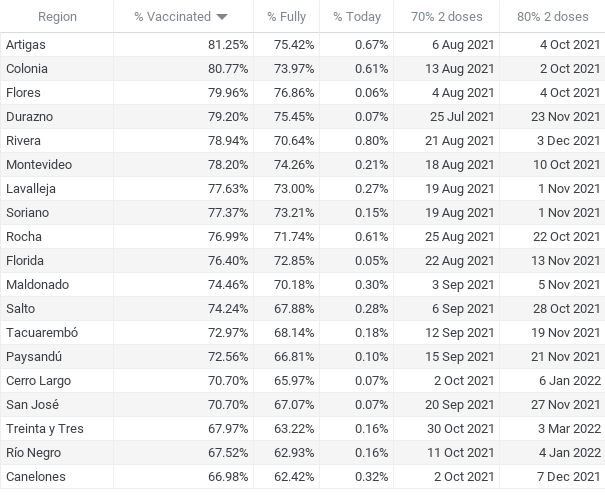 Region % Vaccinated % Fully % Today 70% 2 doses 80% 2 doses
Artigas 81.25% 75.42% 0.67% 6 Aug 2021 4 Oct 2021
Colonia 80.77% 73.97% 0.61% 13 Aug 2021 2 Oct 2021
Flores 79.96% 76.86% 0.06% 4 Aug 2021 4 Oct 2021
Durazno 79.20% 75.45% 0.07% 25 Jul 2021 23 Nov 2021
Rivera 78.94% 70.64% 0.80% 21 Aug 2021 3 Dec 2021
Montevideo 78.20% 74.26% 0.21% 18 Aug 2021 10 Oct 2021
Lavalleja 77.63% 73.00% 0.27% 19 Aug 2021 1 Nov 2021
Soriano 77.37% 73.21% 0.15% 19 Aug 2021 1 Nov 2021
Rocha 76.99% 71.74% 0.61% 25 Aug 2021 22 Oct 2021
Florida 76.40% 72.85% 0.05% 22 Aug 2021 13 Nov 2021
Maldonado 74.46% 70.18% 0.30% 3 Sep 2021 5 Nov 2021
Salto 74.24% 67.88% 0.28% 6 Sep 2021 28 Oct 2021
Tacuarembó 72.97% 68.14% 0.18% 12 Sep 2021 19 Nov 2021
Paysandú 72.56% 66.81% 0.10% 15 Sep 2021 21 Nov 2021
Cerro Largo 70.70% 65.97% 0.07% 2 Oct 2021 6 Jan 2022
San José 70.70% 67.07% 0.07% 20 Sep 2021 27 Nov 2021
Treinta y Tres 67.97% 63.22% 0.16% 30 Oct 2021 3 Mar 2022
Río Negro 67.52% 62.93% 0.16% 11 Oct 2021 4 Jan 2022
Canelones 66.98% 62.42% 0.32% 2 Oct 2021 7 Dec 2021